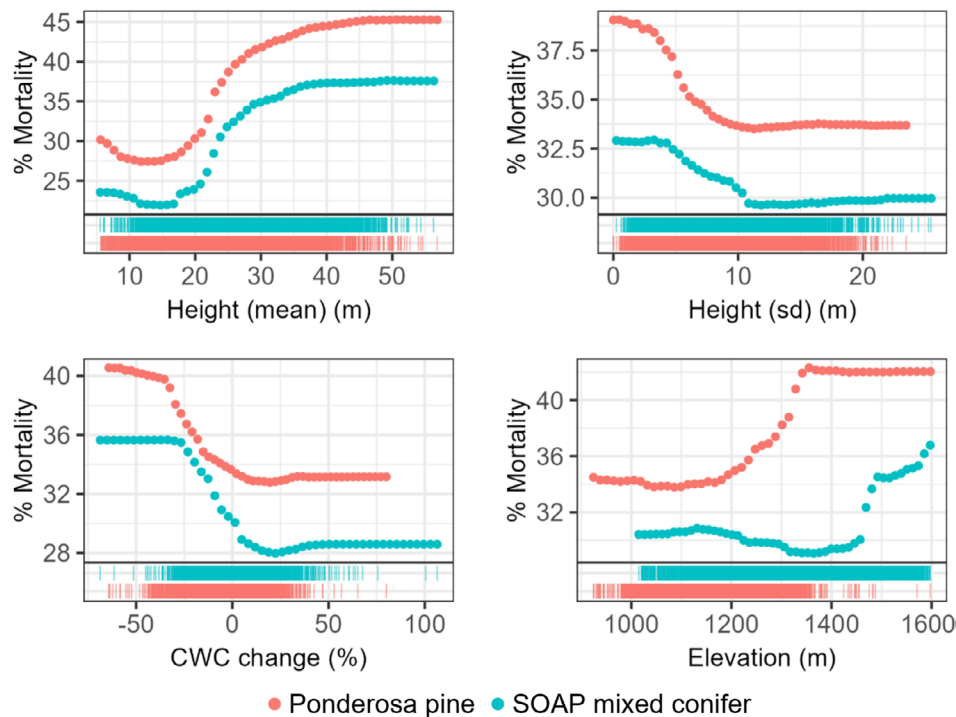 % Mortality
45
40
35
30
25
10 20 30 40 50
Height (mean) (m)
% Mortality
37.5
35.0
32.5
30.0
0 10 20
Height (sd) (m)
% Mortality
40
36
32
28
-50 0 50 100
CWC change (%)
% Mortality
40
36
32
1000 1200 1400 1600
Elevation (m)
Ponderosa pine SOAP mixed conifer